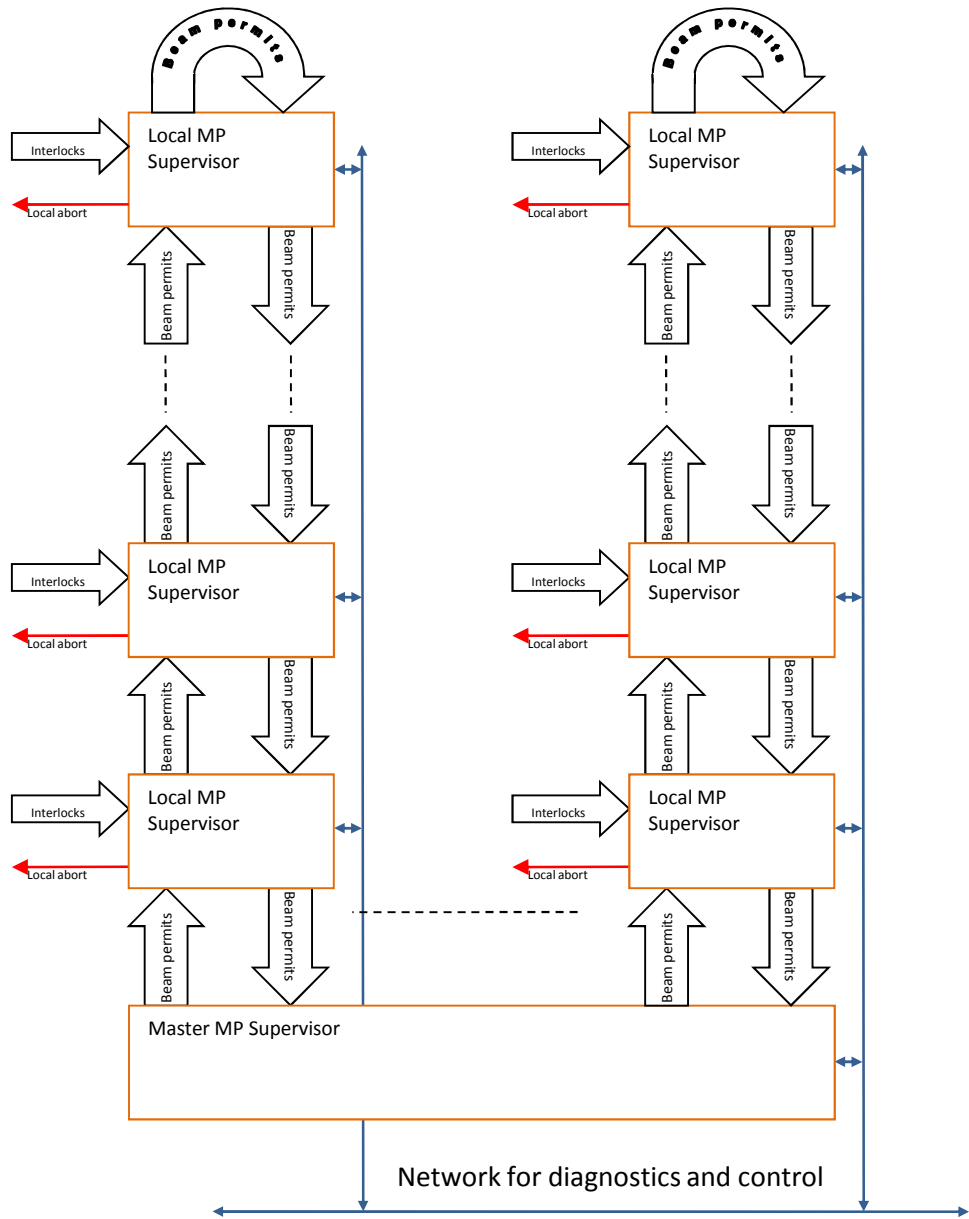 Beam permits
Beam permits
Local MP
Supervisor
Local MP
Supervisor
Interlocks
Interlocks
Local abort
Local abort
Beam permits
Beam permits
Beam permits
Beam permits
Beam permits
Beam permits
Beam permits
Beam permits
Local MP
Supervisor
Local MP
Supervisor
Interlocks
Interlocks
Local abort
Local abort
Beam permits
Beam permits
Beam permits
Beam permits
Local MP
Supervisor
Local MP
Supervisor
Interlocks
Interlocks
Local abort
Local abort
Beam permits
Beam permits
Beam permits
Beam permits
Master MP Supervisor
Network for diagnostics and control